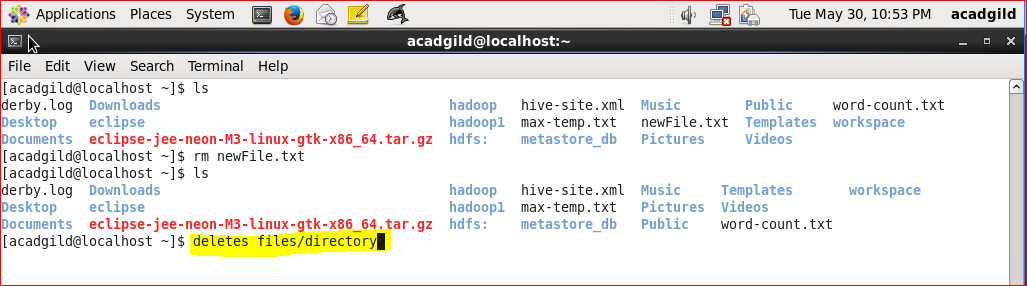 Applications Places System Tue May 30, 10:53 PM acadgild
acadgild@localhost:~
File Edit View Search Terminal Help
[acadgild@localhost ~]$ ls
derby.log Downloads hadoop hive-site.xml Music Public word-count.txt
Desktop eclipse hadoop1 max-temp.txt newFile.txt Templates workspace
Documents eclipse-jee-neon-M3-linux-gtk-x86_64.tar.gz hdfs: metastore_db Pictures Videos
[acadgild@localhost ~]$ rm newFile.txt
[acadgild@localhost ~]$ ls
derby.log Downloads hadoop hive-site.xml Music Templates workspace
Desktop eclipse hadoop1 max-temp.txt Pictures Videos
Documents eclipse-jee-neon-M3-linux-gtk-x86_64.tar.gz hdfs: metastore_db Public word-count.txt
[acadgild@localhost ~]$ deletes files/directory